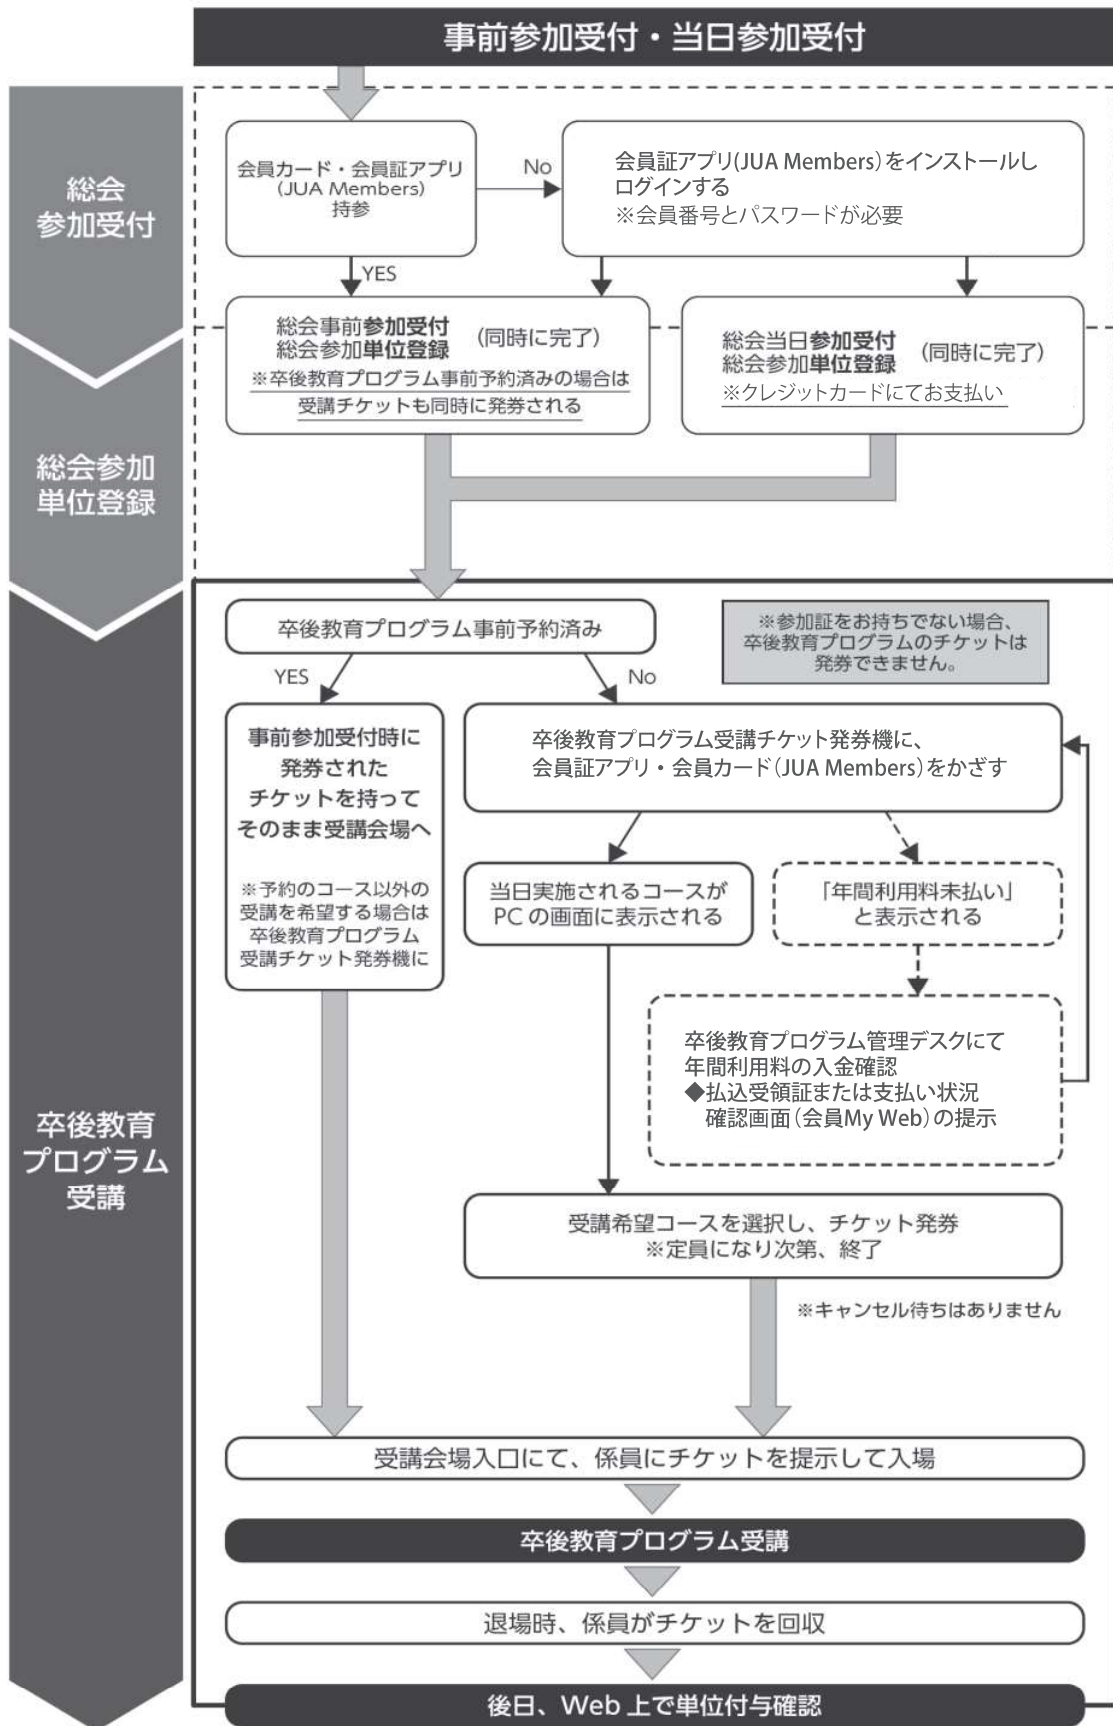 事前参加受付・当日参加受付
総会
参加受付
会員カード・会員証アプリ
(JUA Members)
持参
No
会員証アプリ(JUA Members)をインストールし
ログインする
※会員番号とパスワードが必要
YES
総会事前参加受付
総会参加単位登録
(同時に完了)
※卒後教育プログラム事前予約済みの場合は
受講チケットも同時に発券される
総会当日参加受付
総会参加単位登録
(同時に完了)
※クレジットカードにてお支払い
総会参加
単位登録
卒後教育プログラム事前予約済み
※参加証をお持ちでない場合、
卒後教育プログラムのチケットは
発券できません。
YES
No
事前参加受付時に
発券された
チケットを持って
そのまま受講会場へ
※予約のコース以外の
受講を希望する場合は
卒後教育プログラム
受講チケット発券機に
卒後教育プログラム受講チケット発券機に、
会員証アプリ・会員カード(JUA Members)をかざす
当日実施されるコースが
PCの画面に表示される
「年間利用料未払い」
と表示される
卒後教育プログラム管理デスクにて
年間利用料の入金確認
◆払込受領証または支払い状況
確認画面(会員My Web)の提示
卒後教育
プログラム
受講
受講希望コースを選択し、チケット発券
※定員になり次第、終了
※キャンセル待ちはありません
受講会場入口にて、係員にチケットを提示して入場
卒後教育プログラム受講
退場時、係員がチケットを回収
後日、Web上で単位付与確認